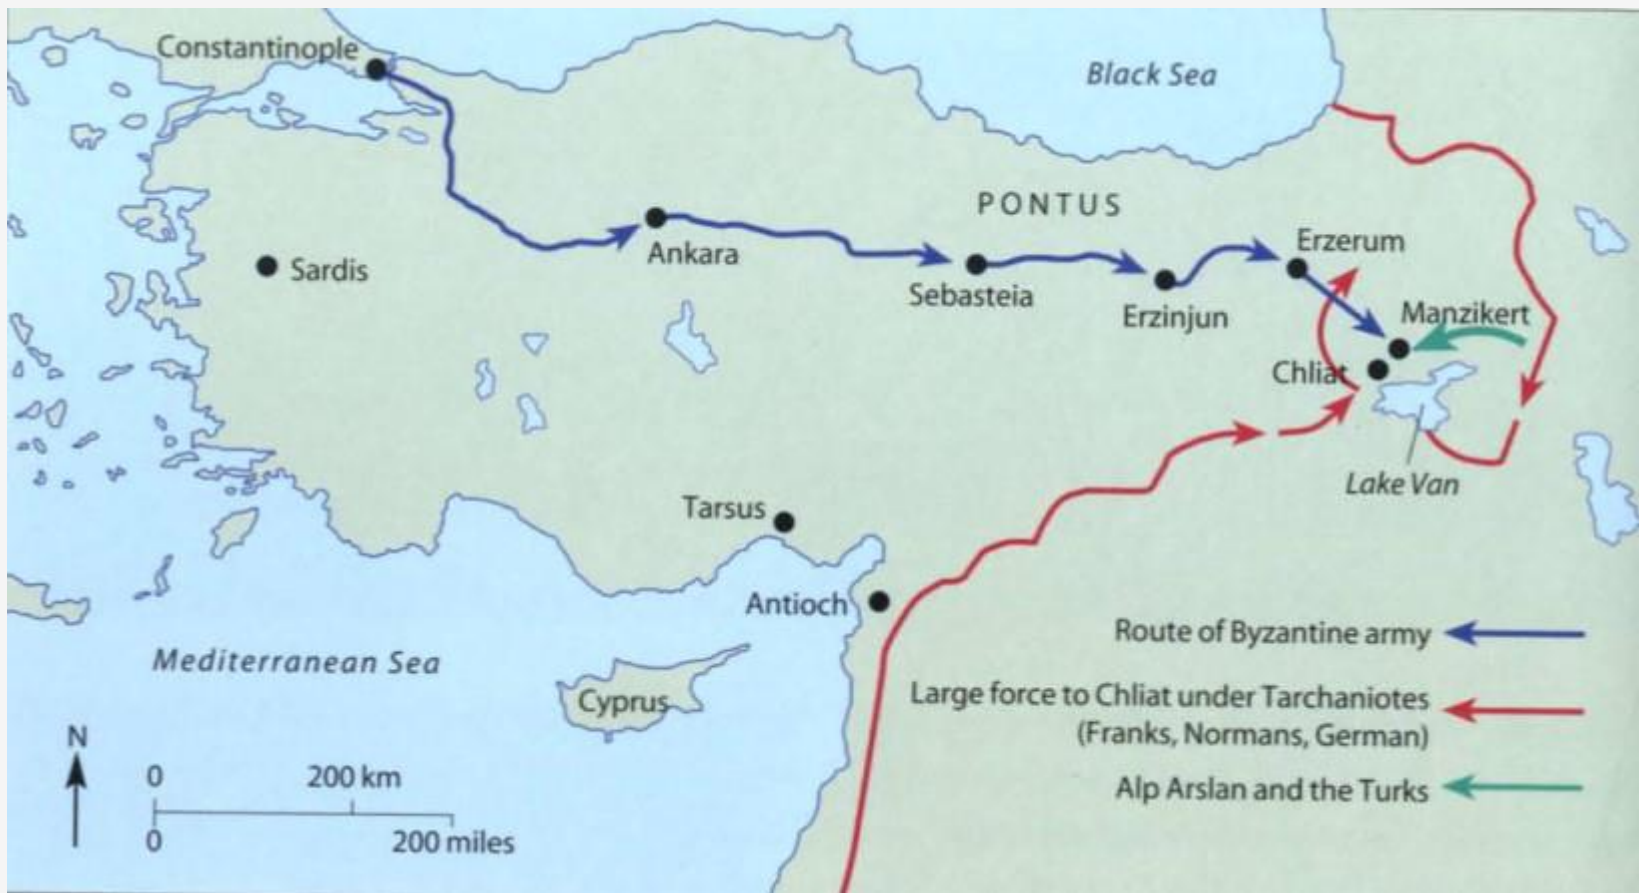 Constantinople
Black Sea
PONTUS
Sardis
Ankara
Sebasteia
Erzinjun
Erzerum
Manzikert
Chliat
Lake Van
Tarsus
Antioch
Mediterranean Sea
Cyprus
Route of Byzantine army
Large force to Chliat under Tarchaniotes
(Franks, Normans, German)
Alp Arslan and the Turks
N
0 200 km
0 200 miles